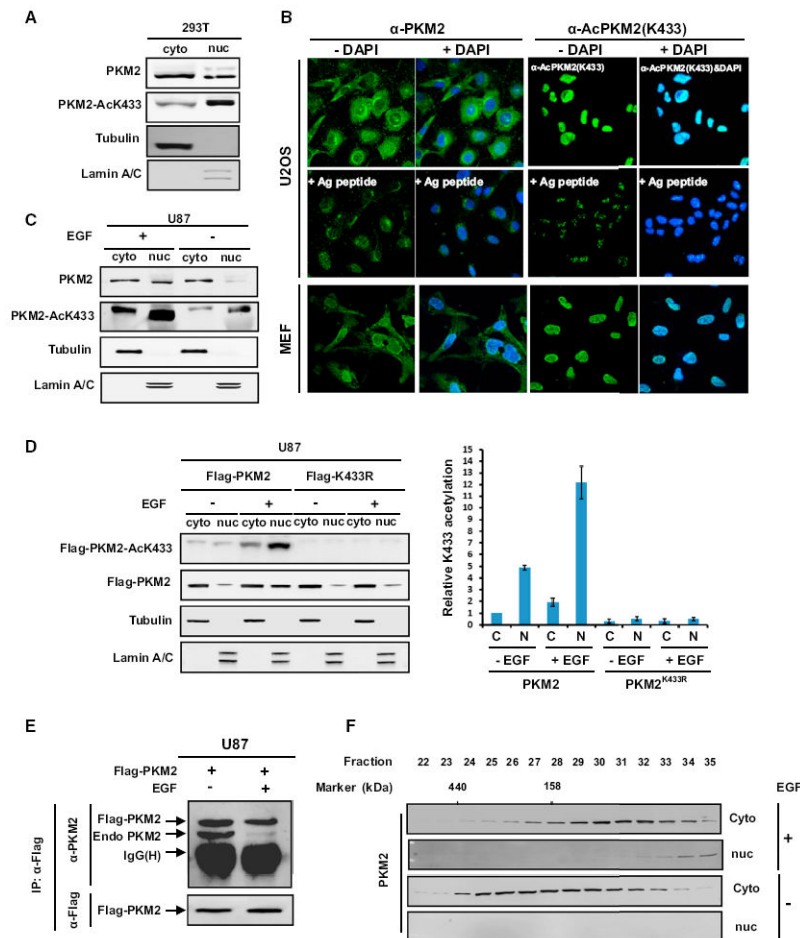 A
293T
cyto nuc
PKM2
PKM2-AcK433
Tubulin
Lamin A/C
B
α-PKM2 α-AcPKM2(K433)
- DAPI + DAPI - DAPI + DAPI
α-AcPKM2(K433) α-AcPKM2(K433)&DAPI
U2OS
+ Ag peptide + Ag peptide + Ag peptide + Ag peptide
MEF
C
U87
EGF + -
cyto nuc cyto nuc
PKM2
PKM2-AcK433
Tubulin
Lamin A/C
D
U87
Flag-PKM2 Flag-K433R
EGF - + - +
cyto nuc cyto nuc cyto nuc cyto nuc
Flag-PKM2-AcK433
Flag-PKM2
Tubulin
Lamin A/C
Relative K433 acetylation
15
14
13
12
11
10
9
8
7
6
5
4
3
2
1
0
C N C N C N C N
- EGF + EGF - EGF + EGF
PKM2 PKM2K433R
E
U87
Flag-PKM2 + +
EGF - +
IP: α-Flag
α-PKM2
Flag-PKM2
Endo PKM2
IgG(H)
α-Flag
Flag-PKM2
F
Fraction 22 23 24 25 26 27 28 29 30 31 32 33 34 35
Marker (kDa) 440 158 EGF
PKM2
Cyto
nuc
+
Cyto
nuc
-